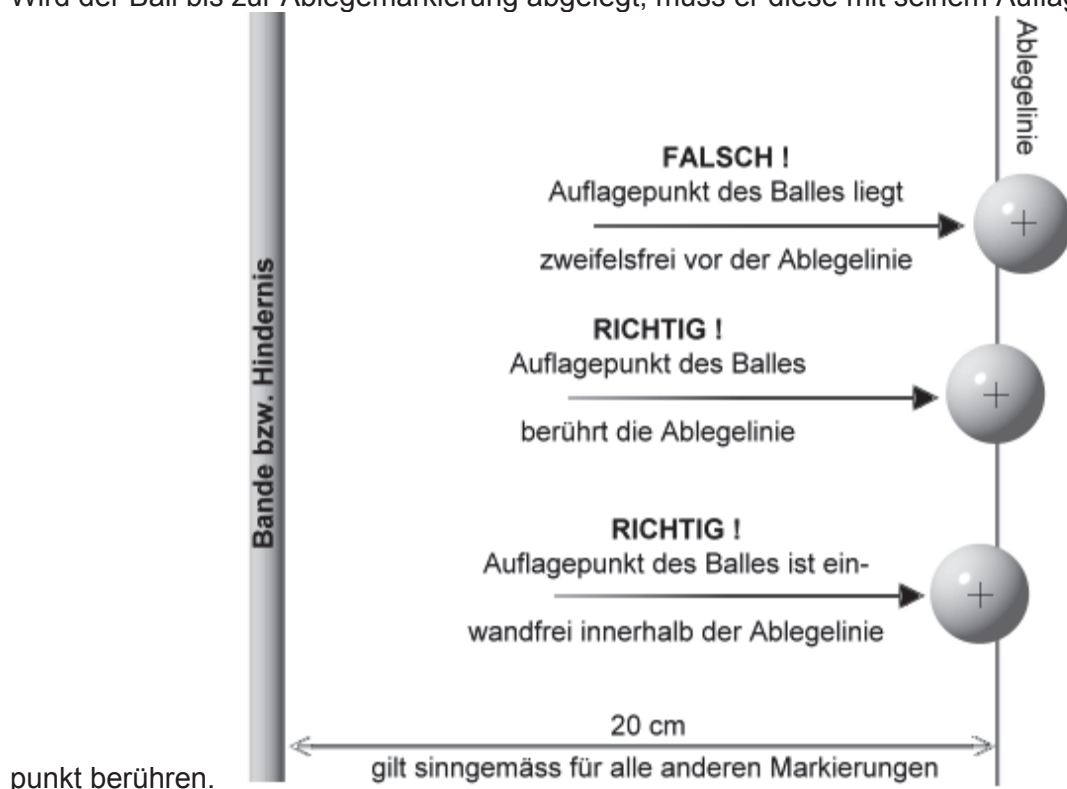 Wird der Ball bis zur Ablegemarkierung abgelegt, muss er diese mit seinem Auflag
Ablegelinie
FALSCH !
Auflagepunkt des Balles liegt
zweifelsfrei vor der Ablegelinie
RICHTIG !
Auflagepunkt des Balles
berührt die Ablegelinie
Bande bzw. Hindernis
RICHTIG !
Auflagepunkt des Balles ist ein-
wandfrei innerhalb der Ablegelinie
20 cm
gilt sinngemäss für alle anderen Markierungen
punkt berühren.